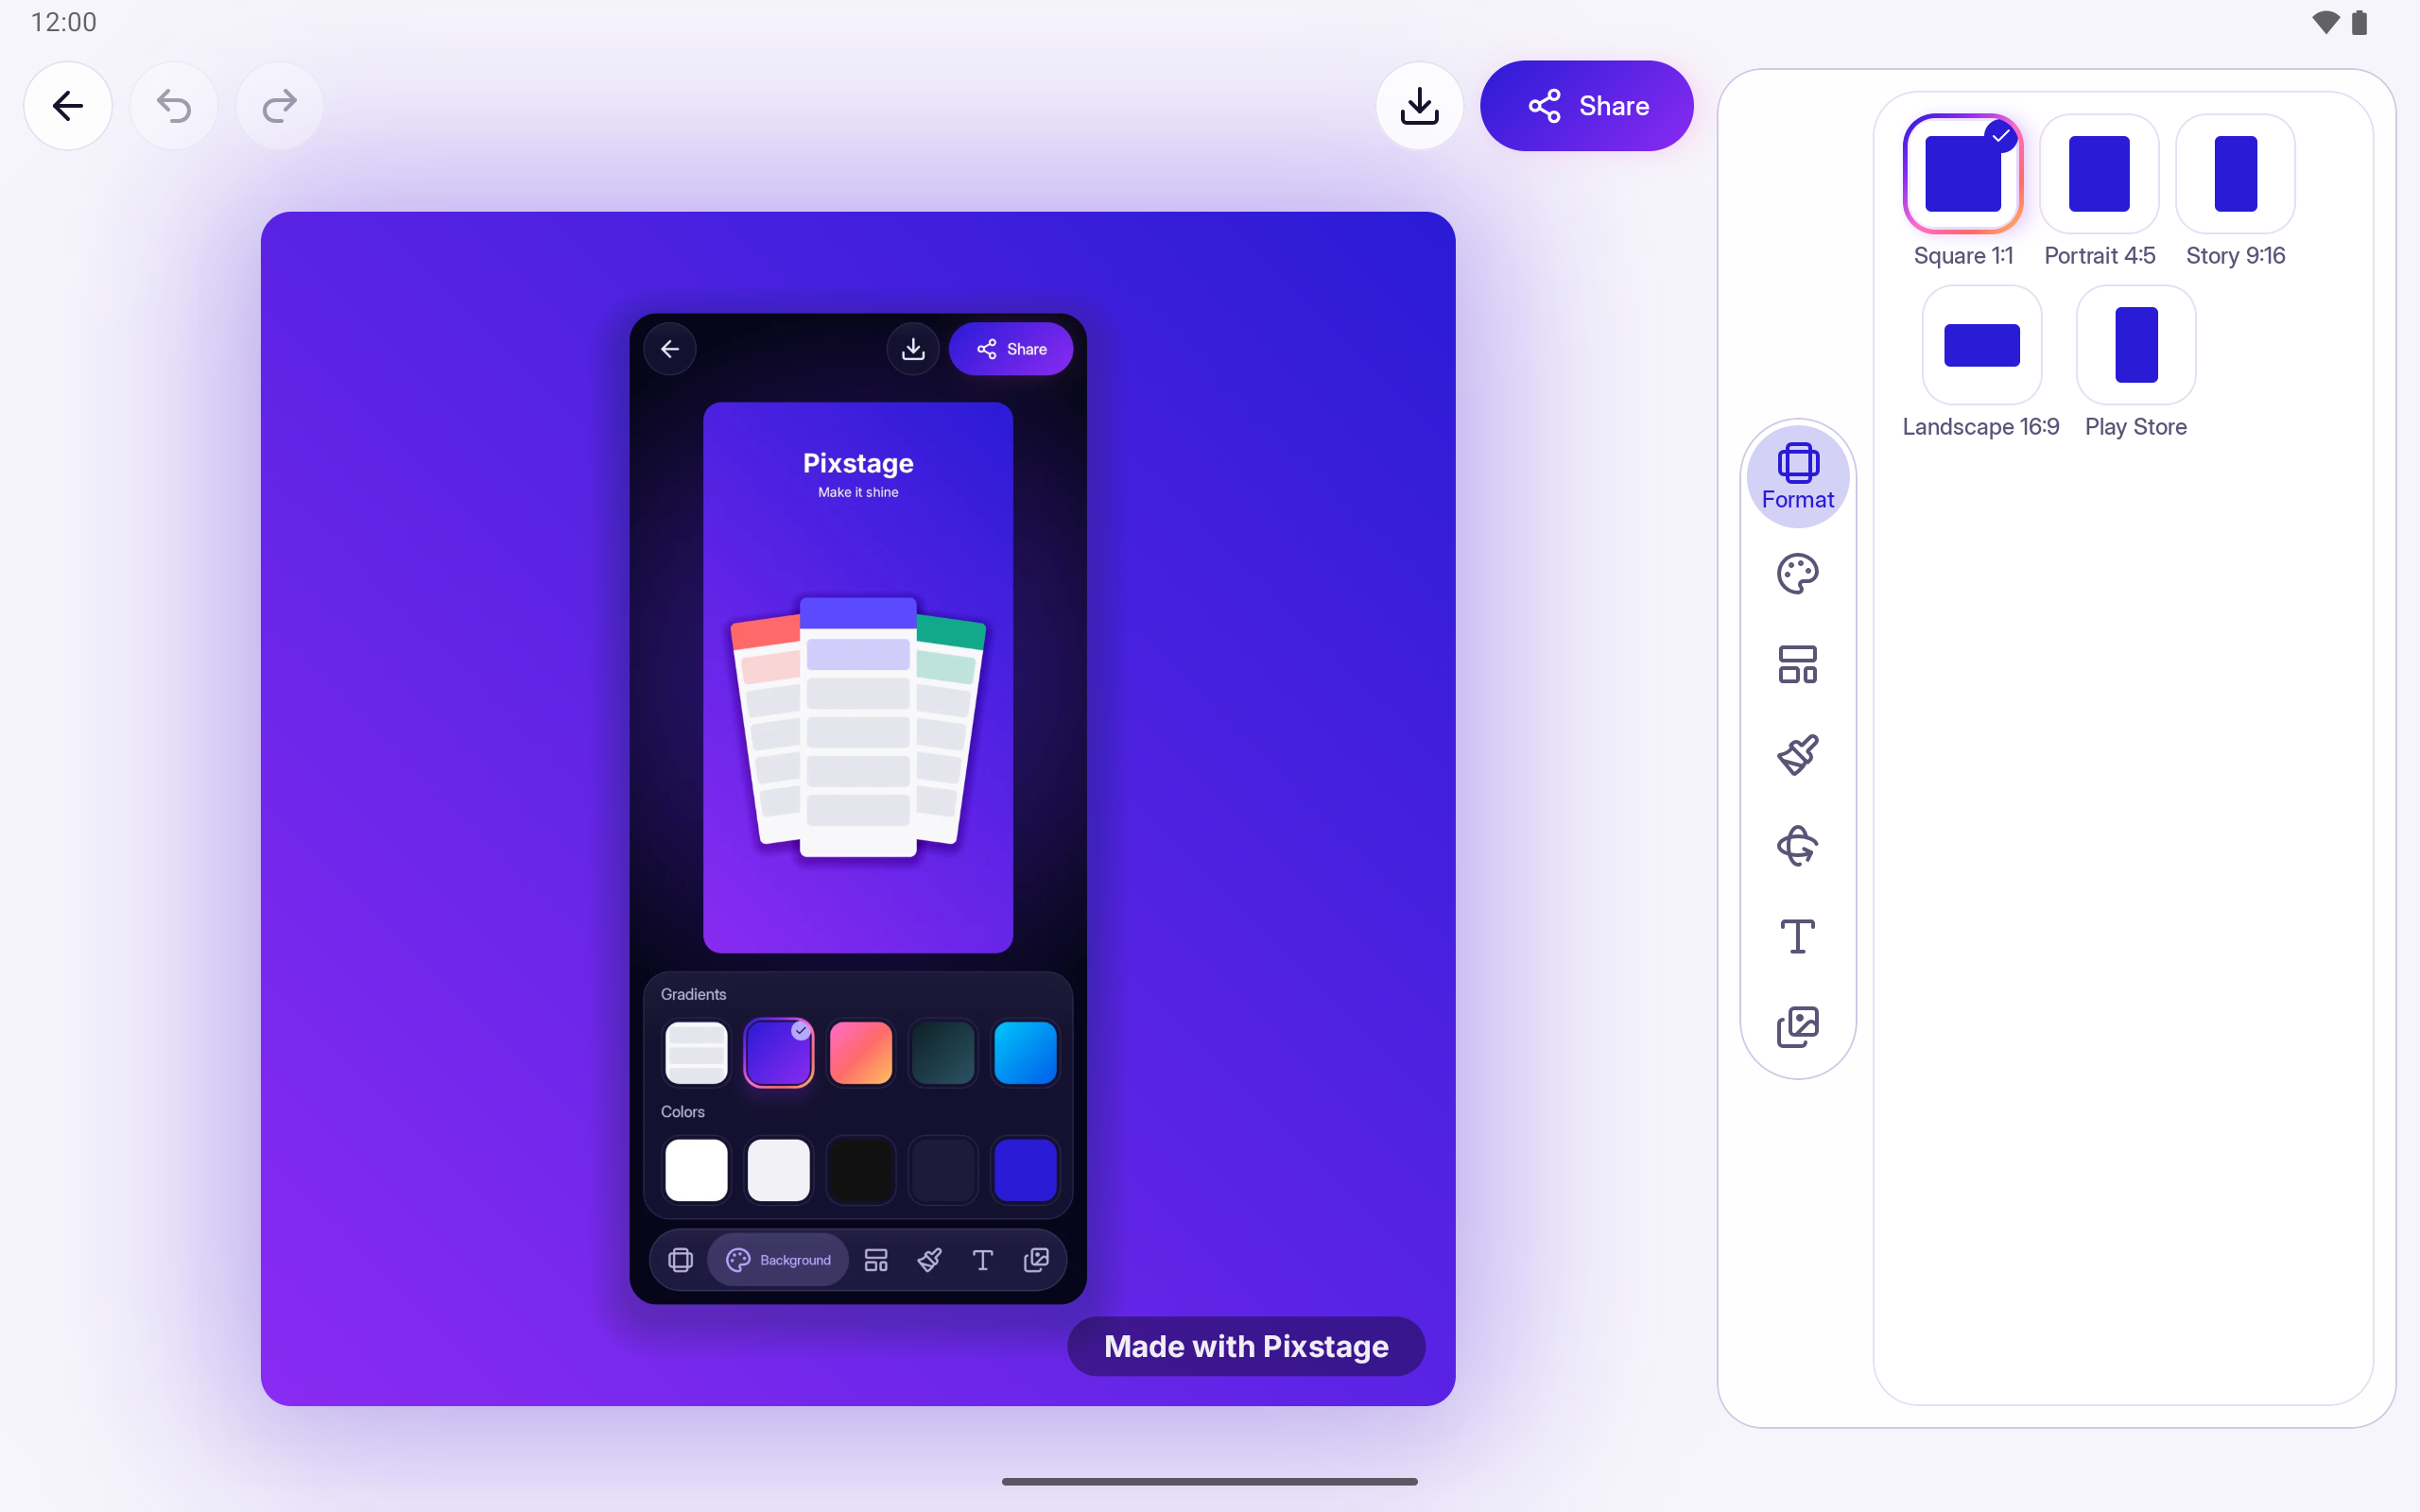 12:00
Share
Share
Pixstage
Make it shine
Gradients
Colors
Background
Made with Pixstage
Square 1:1
Portrait 4:5
Story 9:16
Landscape 16:9
Play Store
Format